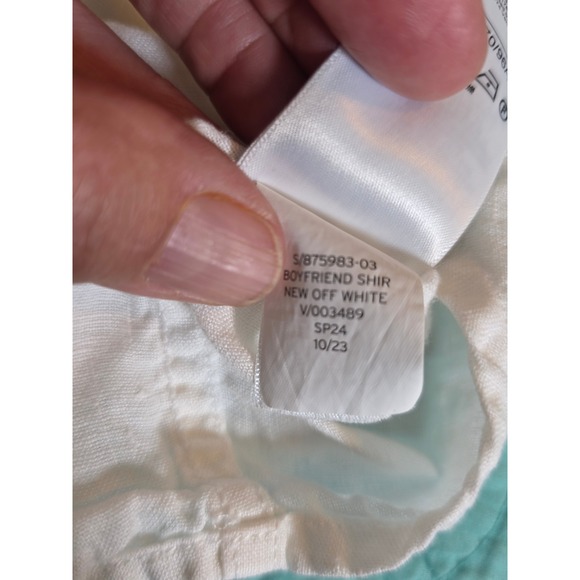 S/875983-03
BOYFRIEND SHIR
NEW OFF WHITE
V/003489
SP24
10/23